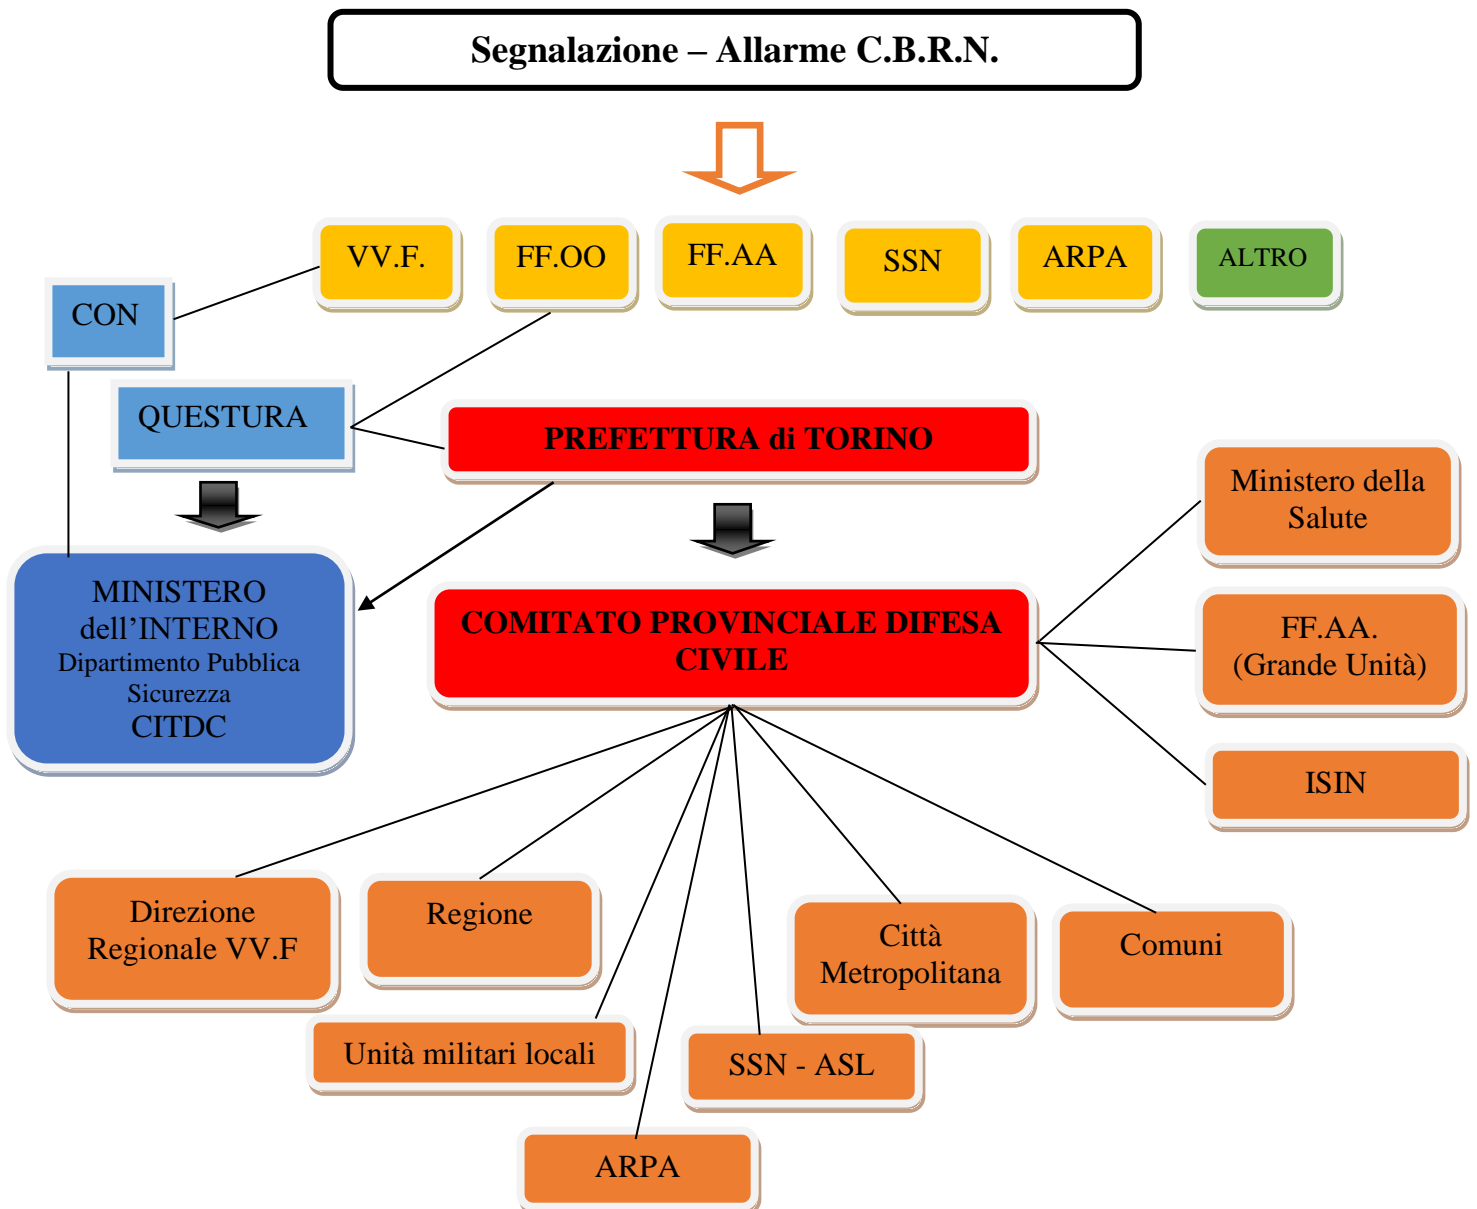 Segnalazione – Allarme C.B.R.N.
VV.F.
FF.OO
FF.AA
SSN
ARPA
ALTRO
CON
QUESTURA
PREFETTURA di TORINO
Ministero della
Salute
MINISTERO
dell’INTERNO
Dipartimento Pubblica
Sicurezza
CITDC
COMITATO PROVINCIALE DIFESA
CIVILE
FF.AA.
(Grande Unità)
ISIN
Direzione
Regionale VV.F
Regione
Città
Metropolitana
Comuni
Unità militari locali
SSN - ASL
ARPA